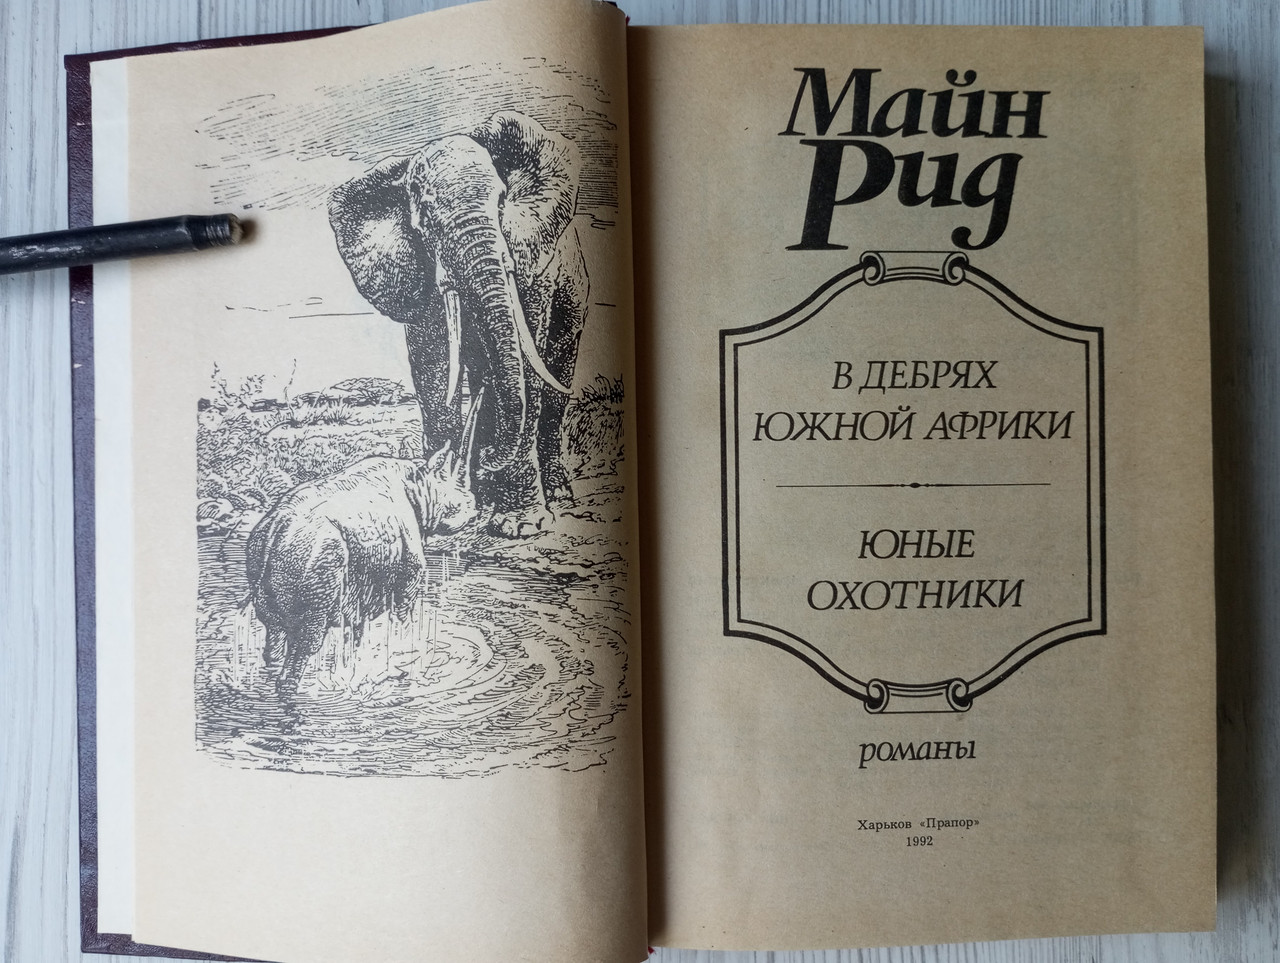 Майн
Рид
В ДЕБРЯХ
ЮЖНОЙ АФРИКИ
ЮНЫЕ
ОХОТНИКИ
романы
Харьков «Прапор»
1992